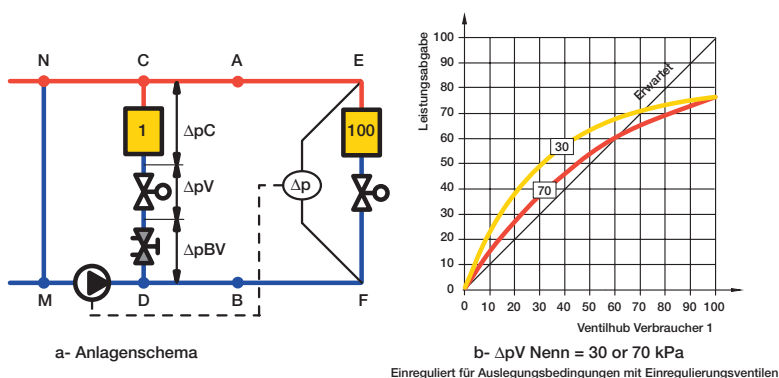 N
C
A
E
1
ΔpC
100
ΔpV
Δp
ΔpBV
M
D
B
F
a- Anlagenschema
Leistungsabgabe
100
90
80
70
60
50
40
30
20
10
0
Erwartet
30
70
0 10 20 30 40 50 60 70 80 90 100
Ventilhub Verbraucher 1
b- ΔpV Nenn = 30 or 70 kPa
Einreguliert für Auslegungsbedingungen mit Einregulierungsventilen